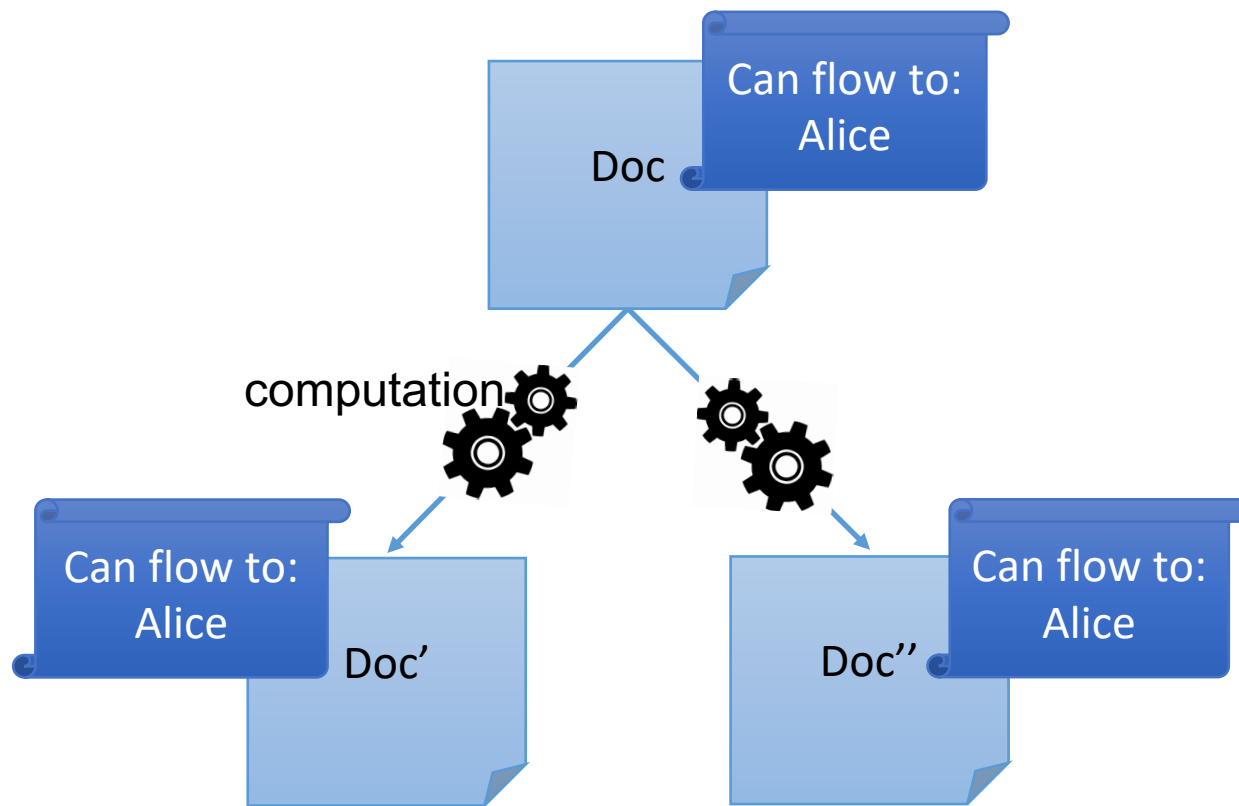 Can flow to:
Alice
Doc
computation
Can flow to:
Alice
Doc’
Can flow to:
Alice
Doc’’